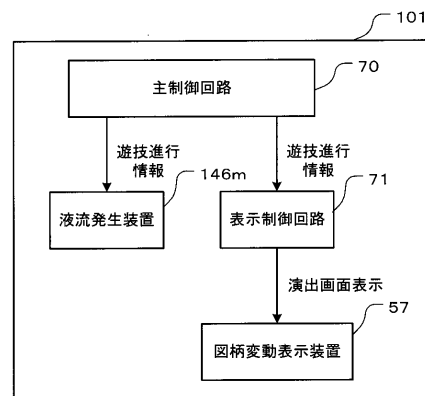 101
70
主制御回路
遊技進行
情報
遊技進行
情報
146m
71
液流発生装置
表示制御回路
演出画面表示
57
図柄変動表示装置